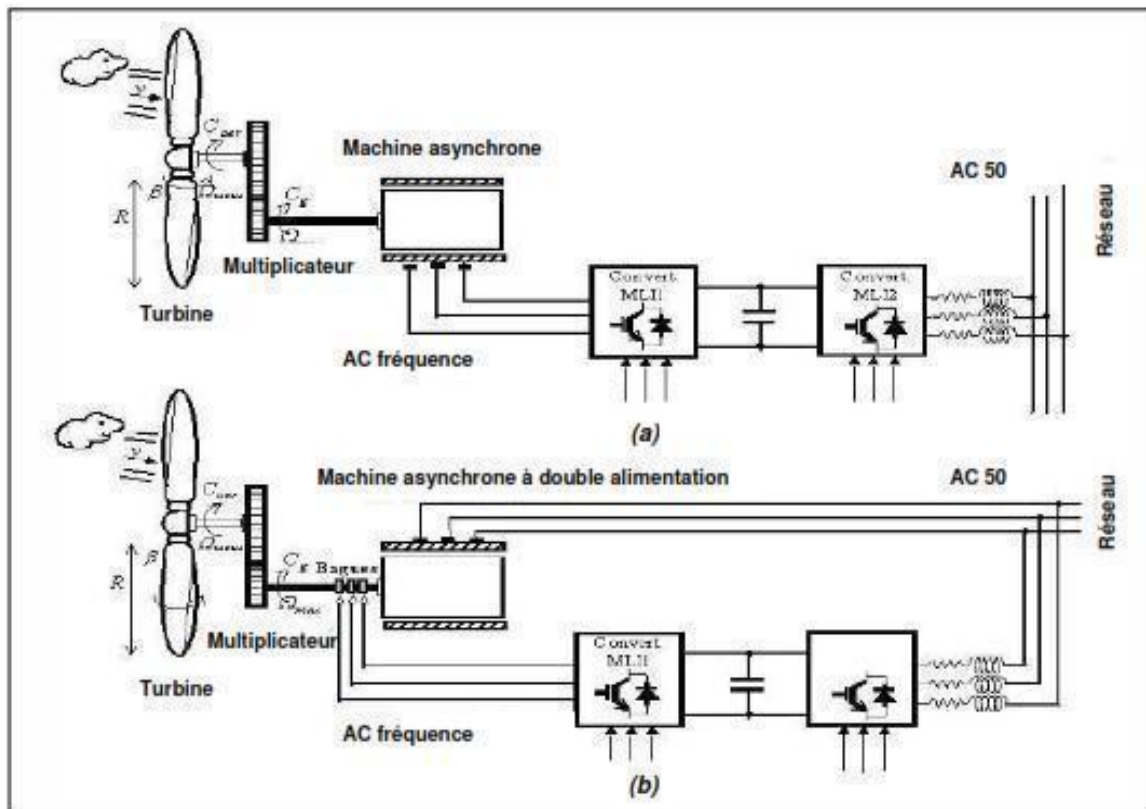 Machine asynchrone
AC 50
Réseau
R
Multiplicateur
Turbine
Convert
MLI1
Convert
MLI2
AC fréquence
(a)
Machine asynchrone à double alimentation
AC 50
Réseau
Bagues
R
Multiplicateur
Turbine
Convert
MLI1
AC fréquence
(b)